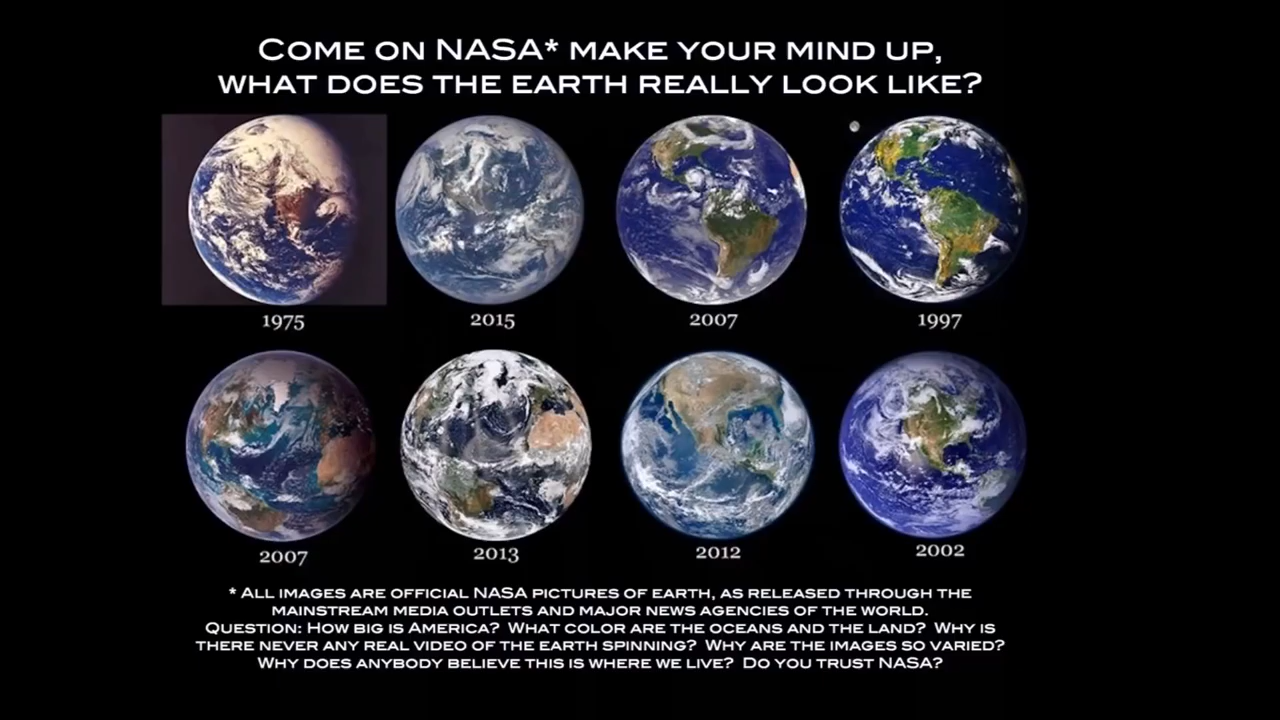 COME ON NASA* MAKE YOUR MIND UP,
WHAT DOES THE EARTH REALLY LOOK LIKE?
1975
2015
2007
1997
2007
2013
2012
2002
* ALL IMAGES ARE OFFICIAL NASA PICTURES OF EARTH, AS RELEASED THROUGH THE
MAINSTREAM MEDIA OUTLETS AND MAJOR NEWS AGENCIES OF THE WORLD.
QUESTION: HOW BIG IS AMERICA? WHAT COLOR ARE THE OCEANS AND THE LAND? WHY IS
THERE NEVER ANY REAL VIDEO OF THE EARTH SPINNING? WHY ARE THE IMAGES SO VARIED?
WHY DOES ANYBODY BELIEVE THIS IS WHERE WE LIVE? DO YOU TRUST NASA?